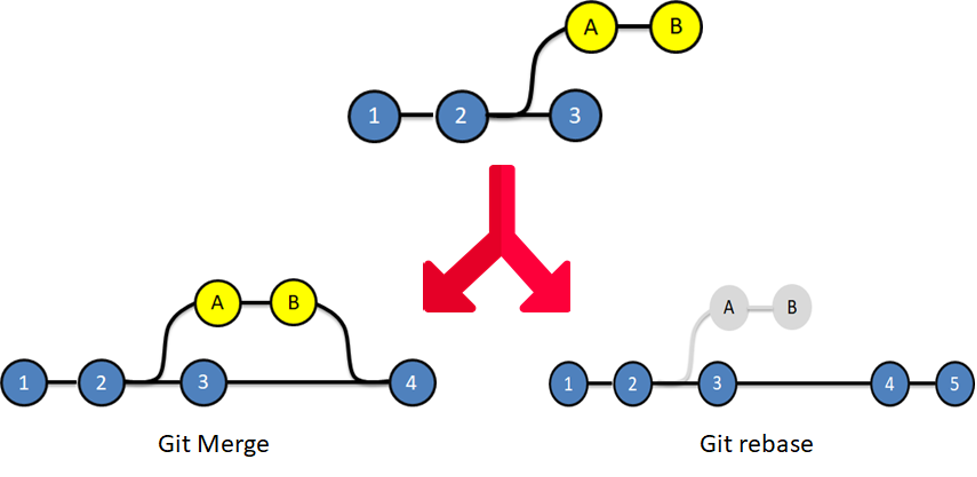 A B
1 2 3
A B
1 2 3 4
Git Merge
A B
1 2 3 4 5
Git rebase